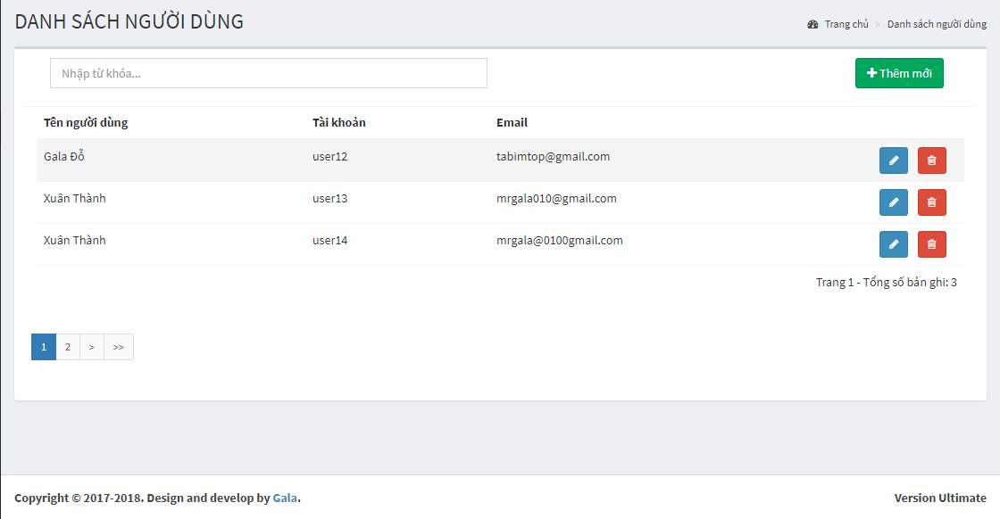 DANH SÁCH NGƯỜI DÙNG
Trang chủ > Danh sách người dùng
Nhập từ khóa...
Thêm mới
Tên người dùng Tài khoản Email
Gala Đỗ user12 tabimtop@gmail.com
Xuân Thành user13 mrgala010@gmail.com
Xuân Thành user14 mrgala@0100gmail.com
Trang 1 - Tổng số bản ghi: 3
1 2 > >>
Copyright © 2017-2018. Design and develop by Gala.
Version Ultimate